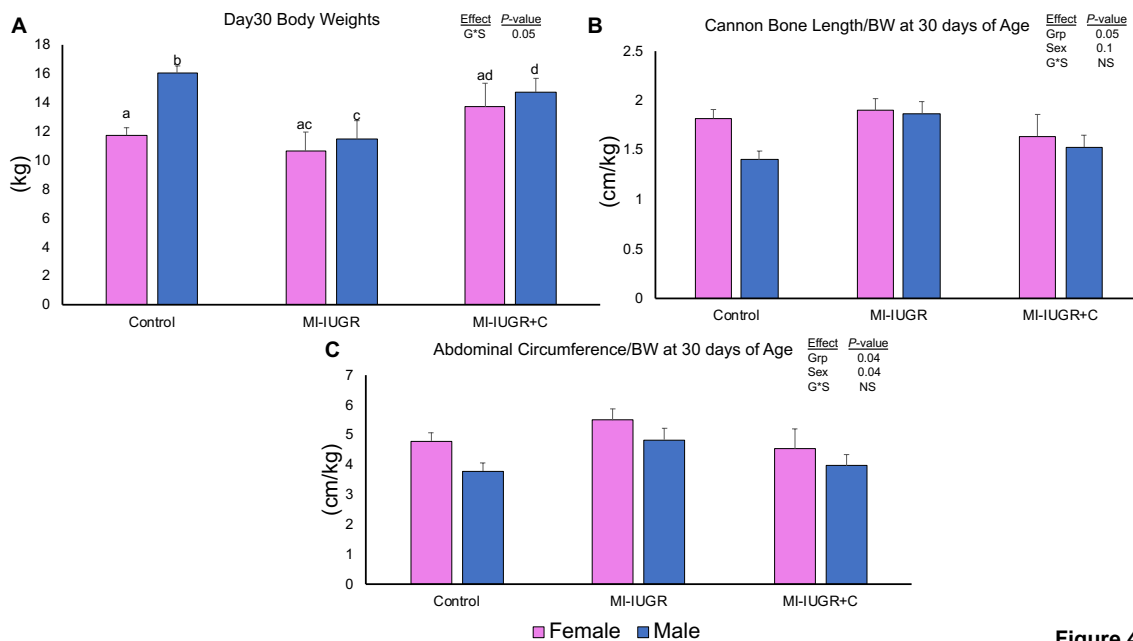 A
Day30 Body Weights
Effect P-value
G*S 0.05
18
16
14
12
10
8
6
4
2
0
(kg)
a
b
ac
c
ad
d
Control
MI-IUGR
MI-IUGR+C
B
Cannon Bone Length/BW at 30 days of Age
Effect P-value
Grp 0.05
Sex 0.1
G*S NS
2.5
2
1.5
1
0.5
0
(cm/kg)
Control
MI-IUGR
MI-IUGR+C
C
Abdominal Circumference/BW at 30 days of Age
Effect P-value
Grp 0.04
Sex 0.04
G*S NS
7
6
5
4
3
2
1
0
(cm/kg)
Control
MI-IUGR
MI-IUGR+C
Female
Male